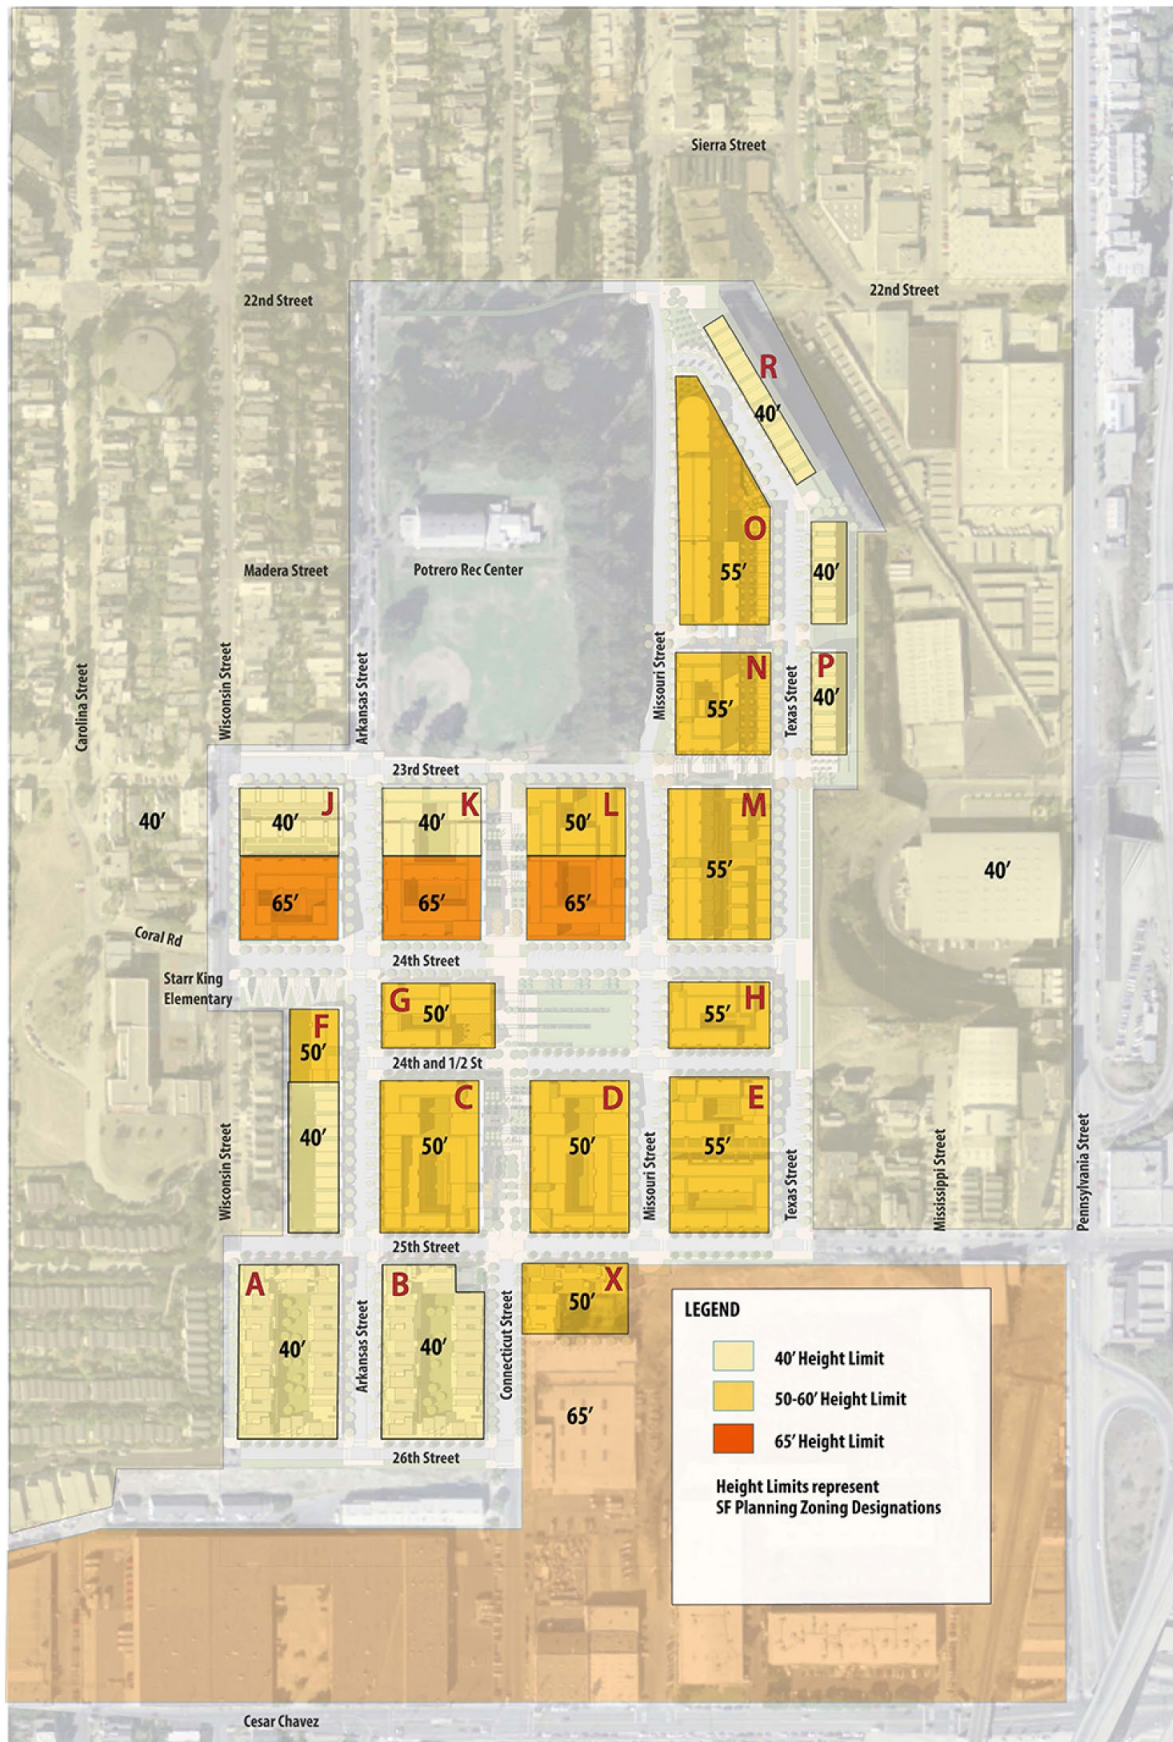 Sierra Street
22nd Street
22nd Street
R
40′
O
55′
40′
Madera Street
Potrero Rec Center
Carolina Street
Wisconsin Street
Arkansas Street
Missouri Street
N
55′
Texas Street
P
40′
23rd Street
40′
J
40′
65′
K
40′
65′
L
50′
65′
M
55′
40′
Coral Rd
24th Street
Starr King
Elementary
G
50′
H
55′
F
50′
40′
24th and 1/2 St
C
50′
D
50′
E
55′
Wisconsin Street
Missouri Street
Texas Street
Mississippi Street
Pennsylvania Street
25th Street
A
40′
Arkansas Street
B
40′
Connecticut Street
X
50′
65′
26th Street
LEGEND
40′ Height Limit
50-60′ Height Limit
65′ Height Limit
Height Limits represent
SF Planning Zoning Designations
Cesar Chavez